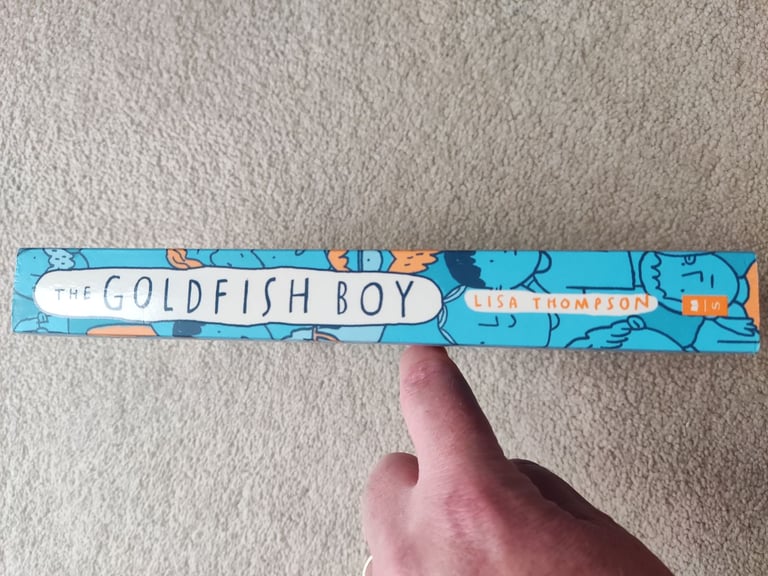 THE GOLDFISH BOY
LISA THOMPSON
S